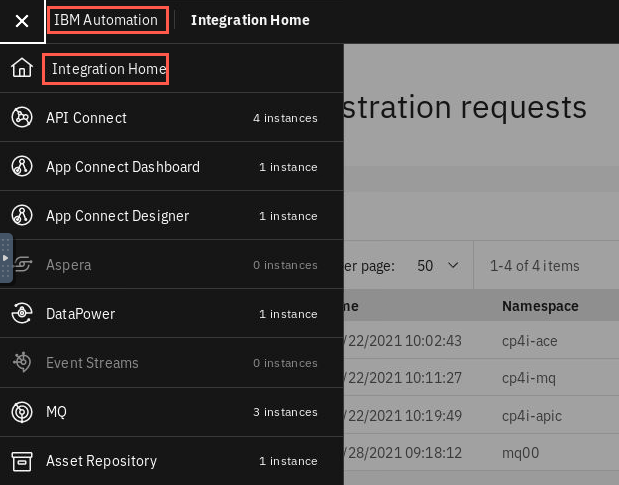 IBM Automation Integration Home
Integration Home
stration requests
API Connect 4 instances
App Connect Dashboard 1 instance
App Connect Designer 1 instance
Aspera 0 instances
er page: 50 1-4 of 4 items
DataPower 1 instance
me Namespace
/22/2021 10:02:43 cp4i-ace
Event Streams 0 instances
/22/2021 10:11:27 cp4i-mq
MQ 3 instances
/22/2021 10:19:49 cp4i-apic
Asset Repository 1 instance
/28/2021 09:18:12 mq00